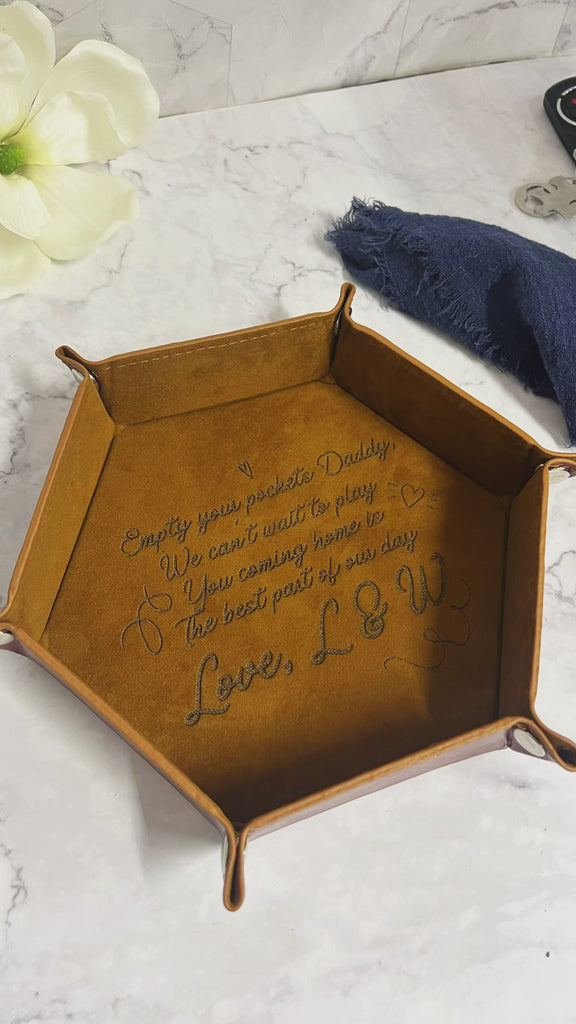 Empty your pockets Daddy,
We can't wait to play
You coming home is
The best part of our day
Love, L & W